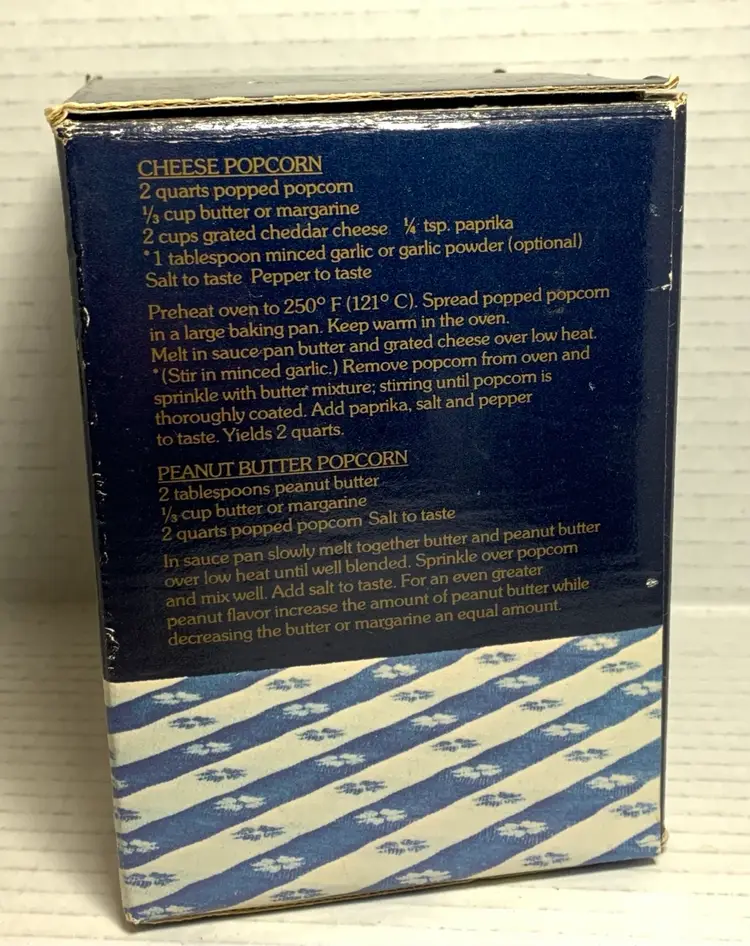 CHEESE POPCORN
2 quarts popped popcorn
⅓ cup butter or margarine
2 cups grated cheddar cheese ¼ tsp. paprika
*1 tablespoon minced garlic or garlic powder (optional)
Salt to taste Pepper to taste
Preheat oven to 250° F (121° C). Spread popped popcorn
in a large baking pan. Keep warm in the oven.
Melt in sauce pan butter and grated cheese over low heat.
*(Stir in minced garlic.) Remove popcorn from oven and
sprinkle with butter mixture; stirring until popcorn is
thoroughly coated. Add paprika, salt and pepper
to taste. Yields 2 quarts.
PEANUT BUTTER POPCORN
2 tablespoons peanut butter
⅓ cup butter or margarine
2 quarts popped popcorn Salt to taste
In sauce pan slowly melt together butter and peanut butter
over low heat until well blended. Sprinkle over popcorn
and mix well. Add salt to taste. For an even greater
peanut flavor increase the amount of peanut butter while
decreasing the butter or margarine an equal amount.